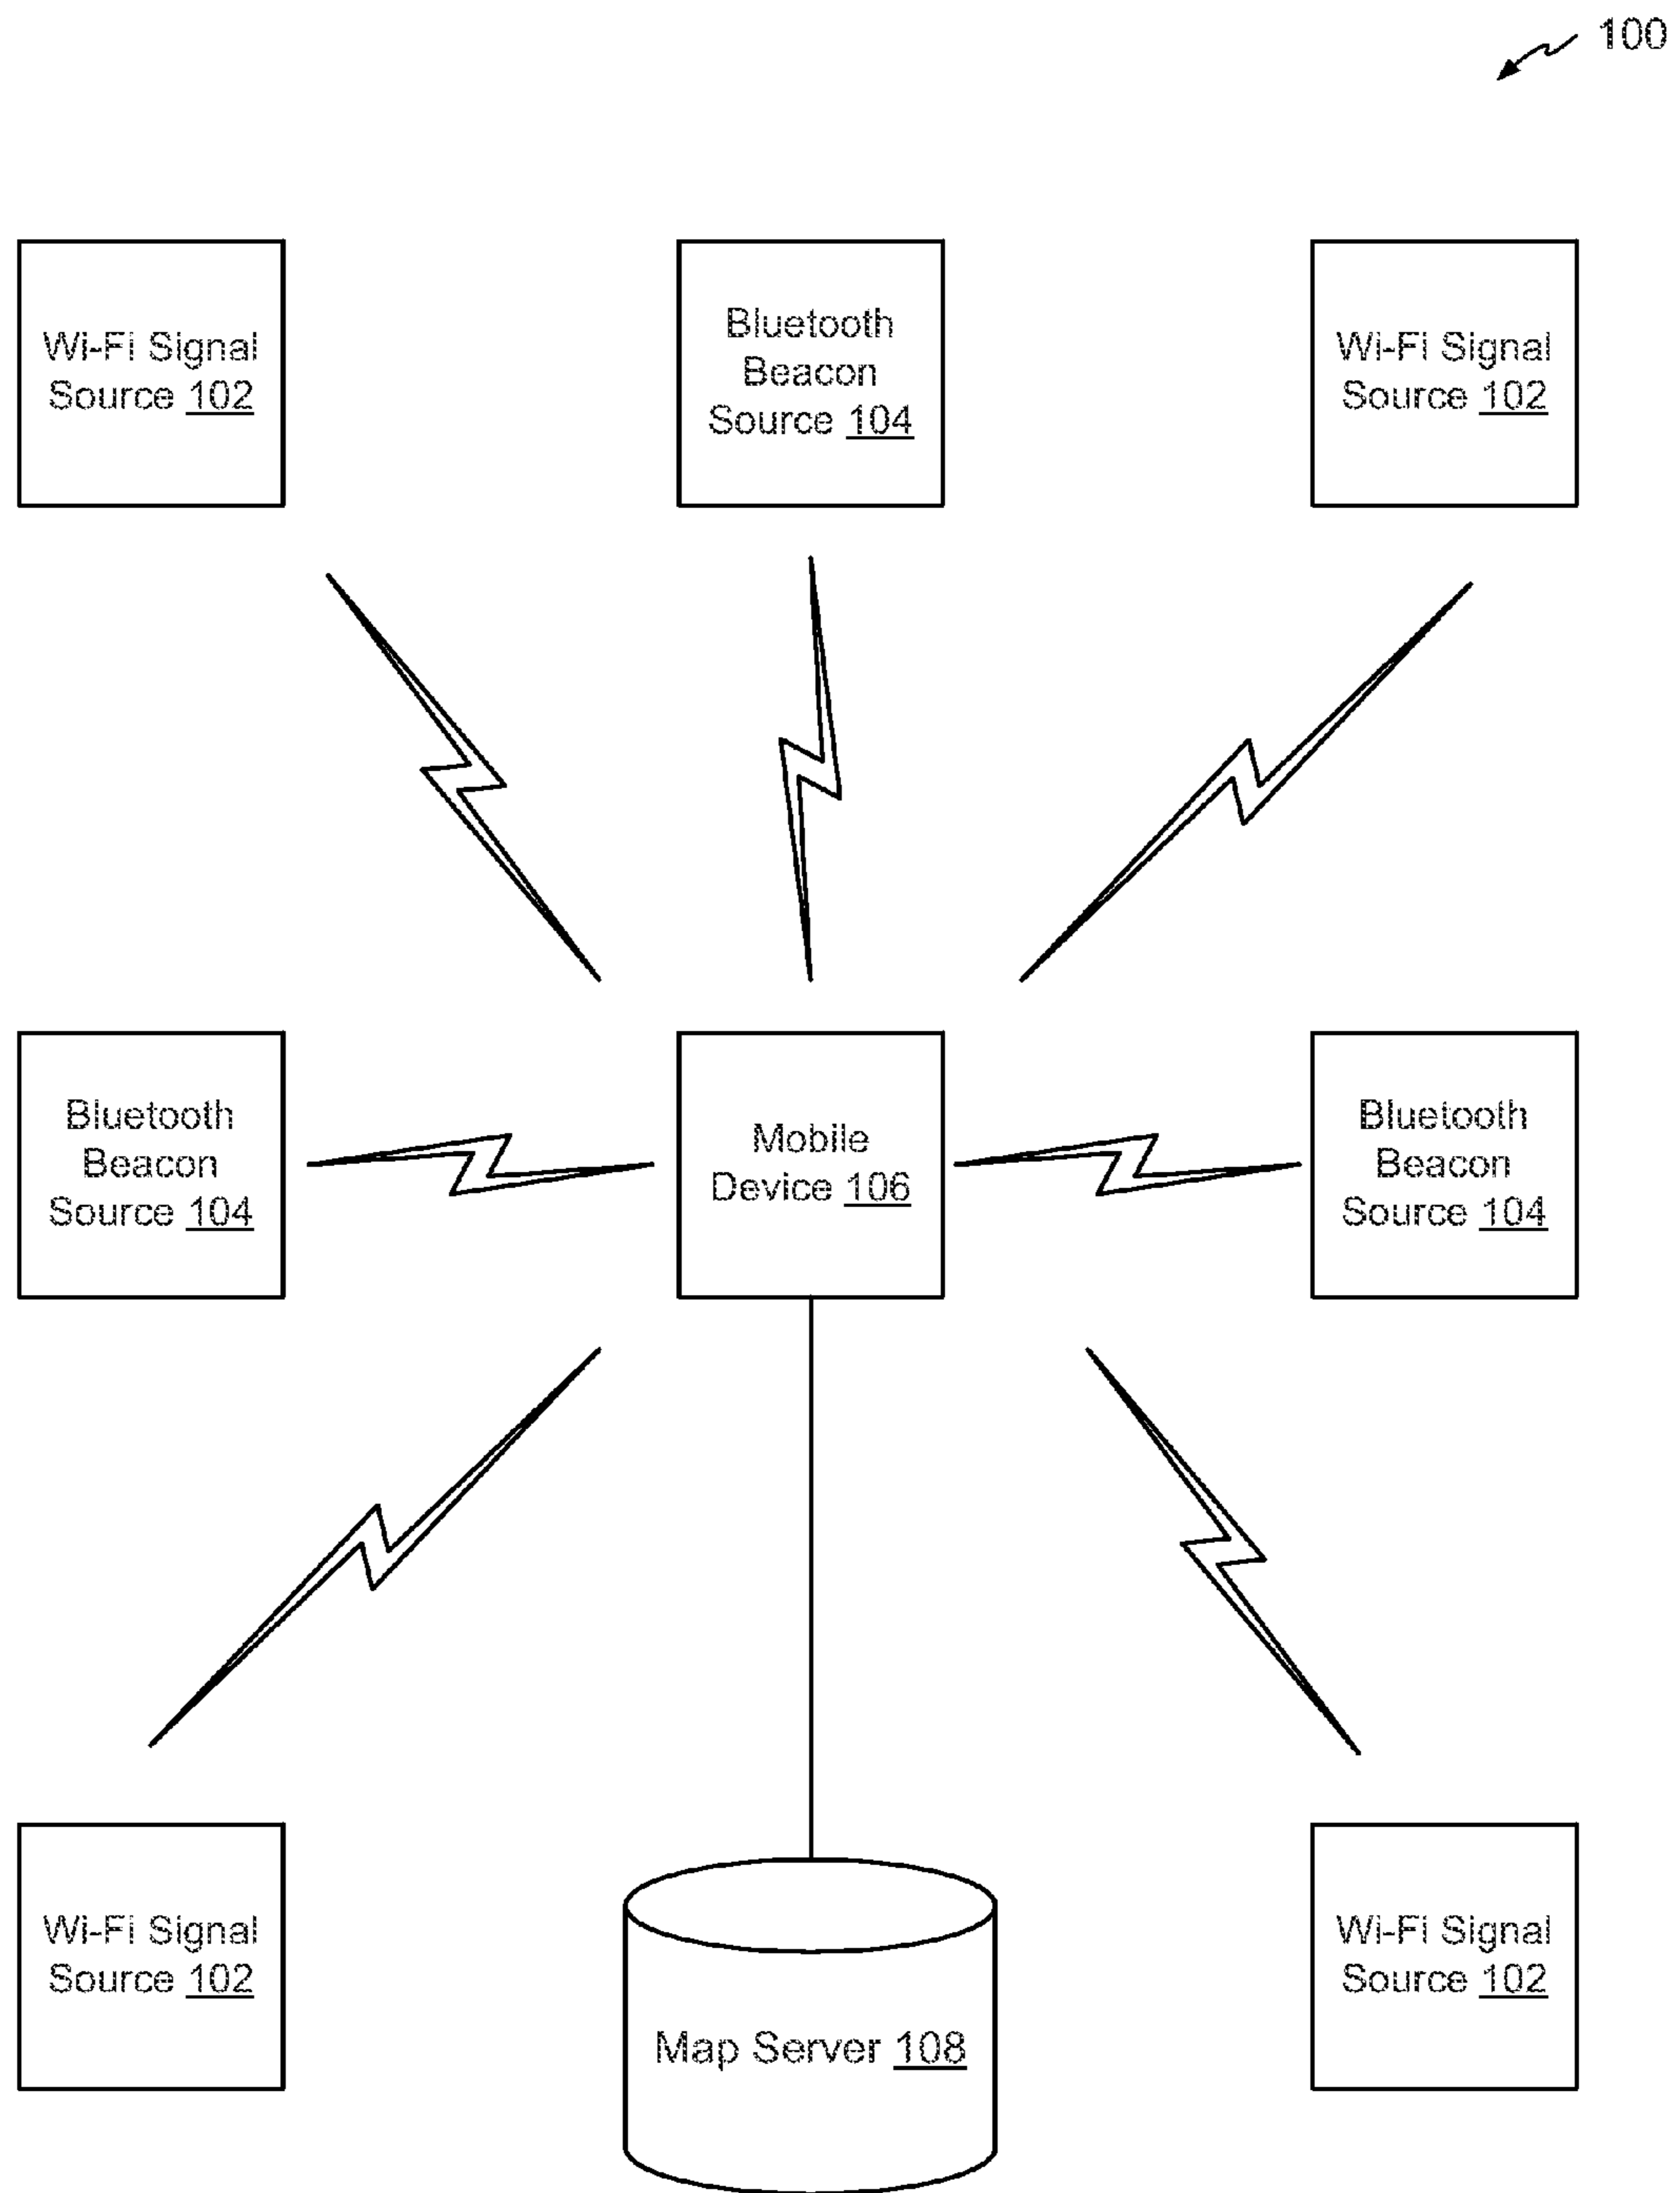 100
Wi-Fi Signal
Source 102
Bluetooth
Beacon
Source 104
Wi-Fi Signal
Source 102
Bluetooth
Beacon
Source 104
Mobile
Device 106
Bluetooth
Beacon
Source 104
Wi-Fi Signal
Source 102
Map Server 108
Wi-Fi Signal
Source 102